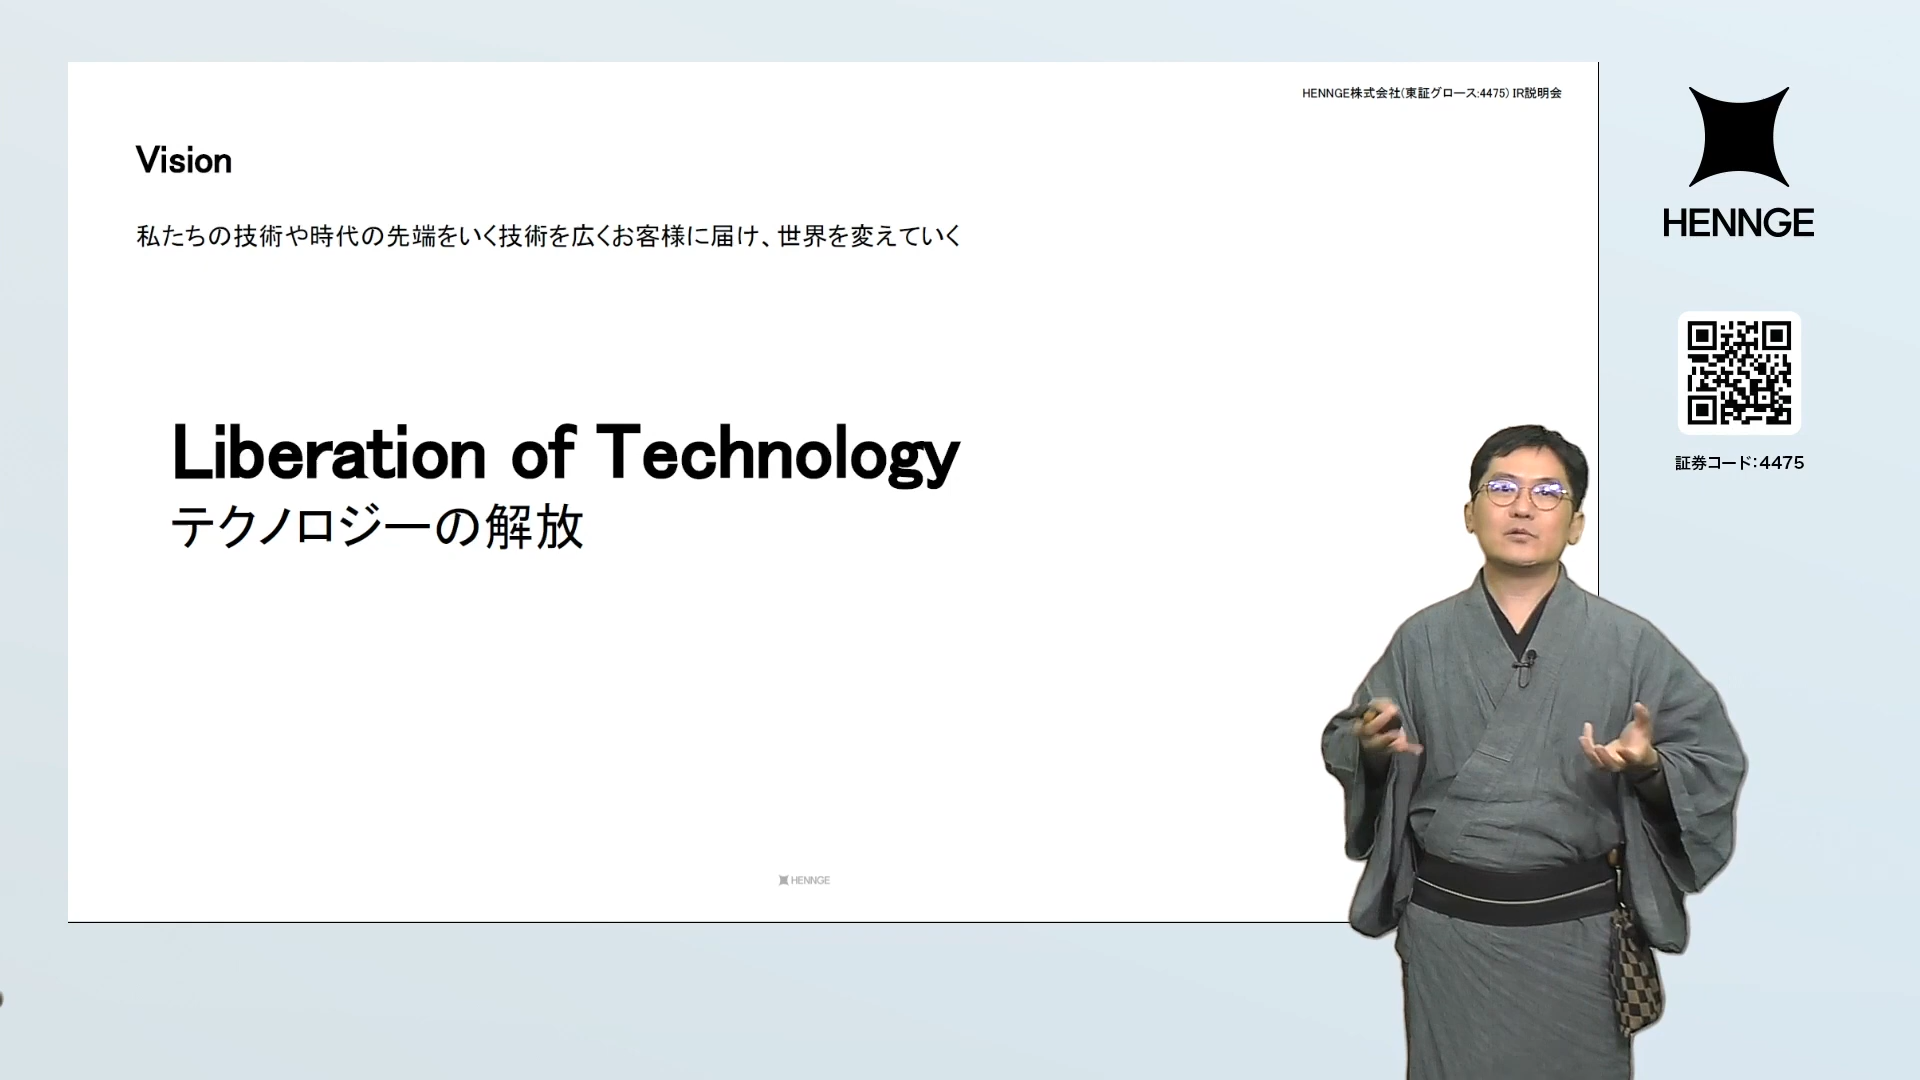 HENNGE株式会社(東証グロース:4475) IR説明会
Vision
私たちの技術や時代の先端をいく技術を広くお客様に届け、世界を変えていく
Liberation of Technology
テクノロジーの解放
HENNGE
HENNGE
証券コード:4475